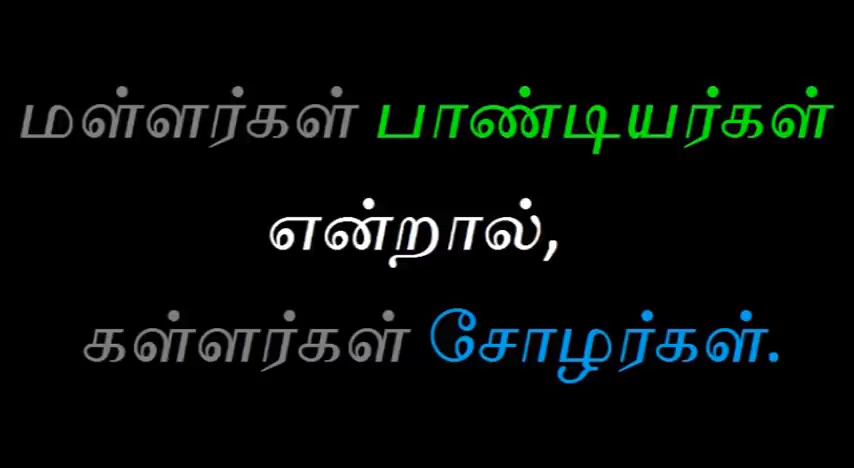 மள்ளர்கள் பாண்டியர்கள்
என்றால்,
கள்ளர்கள் சோழர்கள்.